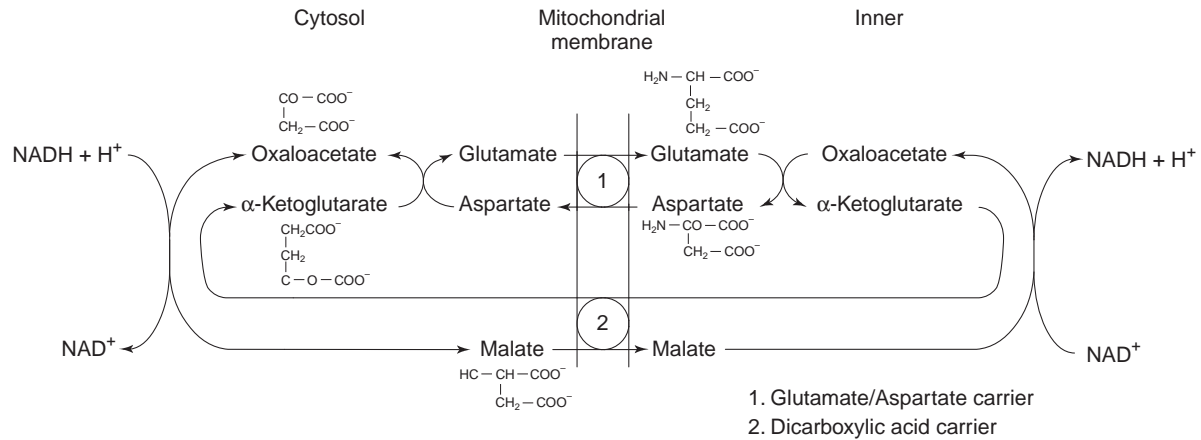 Cytosol
Mitochondrial
membrane
Inner
H₂N – CH – COO⁻
CH₂
CH₂ – COO⁻
CO – COO⁻
CH₂ – COO⁻
NADH + H⁺
Oxaloacetate
Glutamate
1
Glutamate
Oxaloacetate
NADH + H⁺
α-Ketoglutarate
Aspartate
Aspartate
α-Ketoglutarate
CH₂COO⁻
CH₂
C – O – COO⁻
H₂N – CO – COO⁻
CH₂ – COO⁻
2
NAD⁺
Malate
Malate
NAD⁺
HC – CH – COO⁻
CH₂ – COO⁻
1. Glutamate/Aspartate carrier
2. Dicarboxylic acid carrier